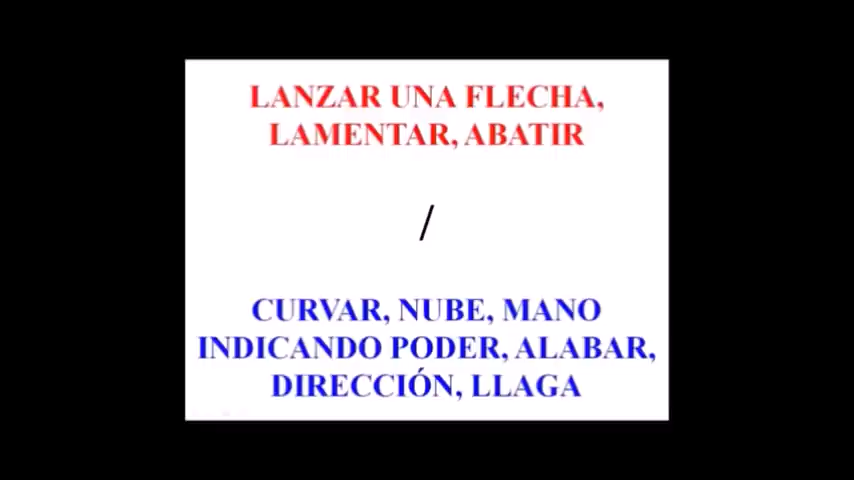 LANZAR UNA FLECHA,
LAMENTAR, ABATIR
/
CURVAR, NUBE, MANO
INDICANDO PODER, ALABAR,
DIRECCIÓN, LLAGA